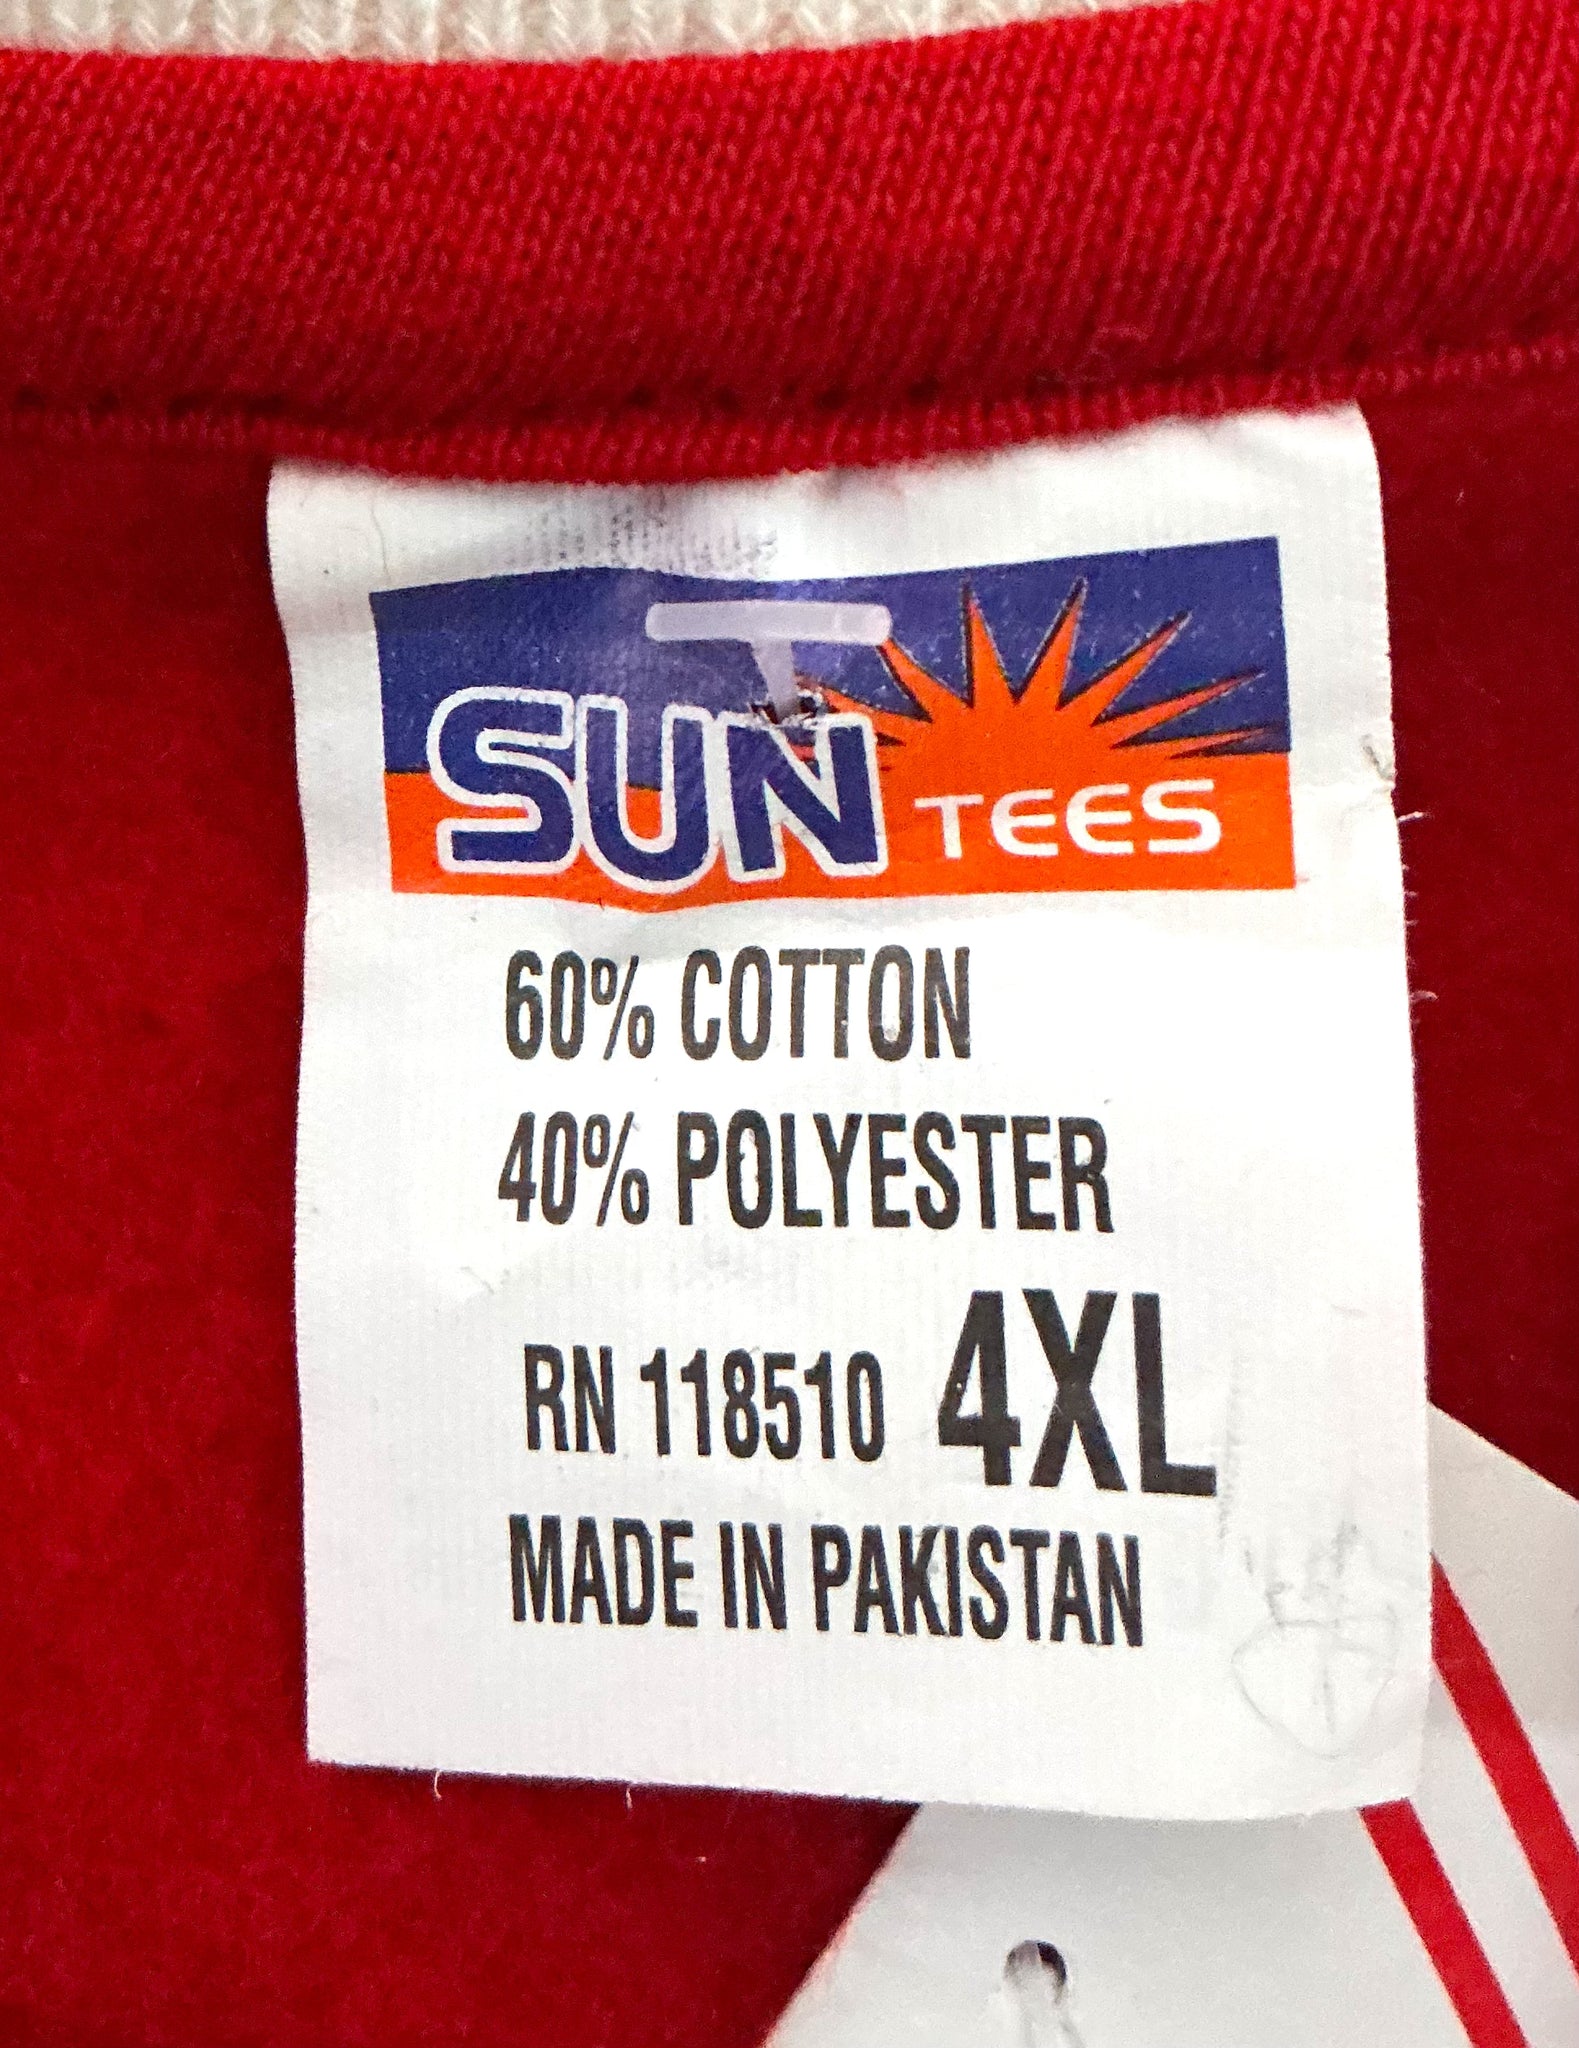 SUN TEES
60% COTTON
40% POLYESTER
RN 118510 4XL
MADE IN PAKISTAN